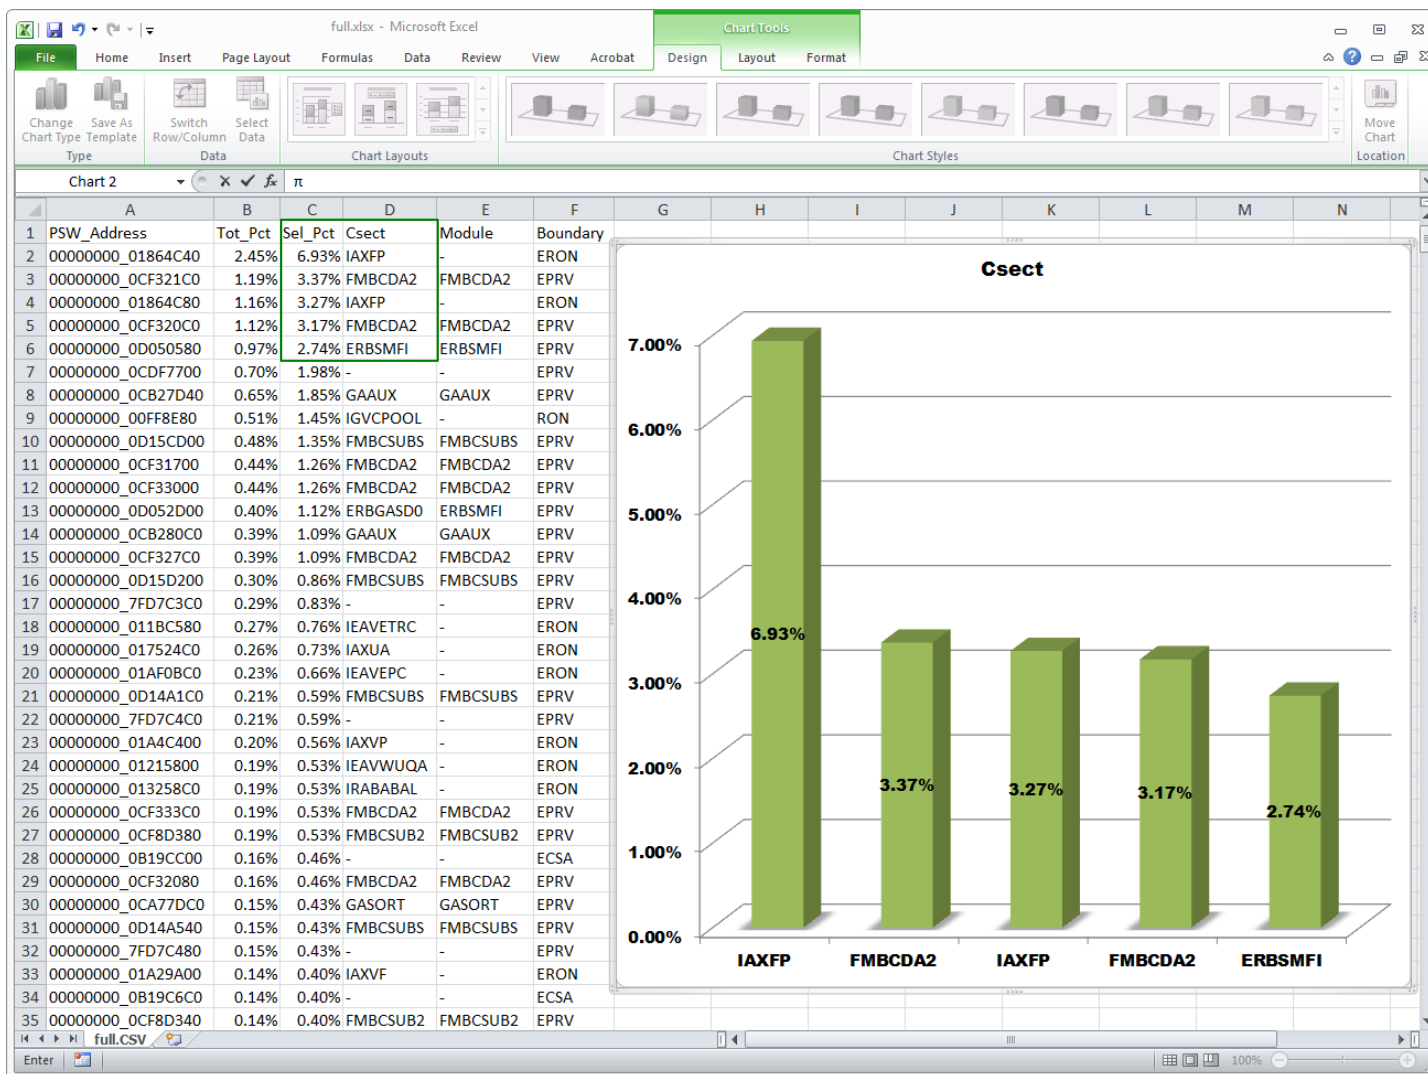 full.xlsx - Microsoft Excel
Chart Tools
File Home Insert Page Layout Formulas Data Review View Acrobat Design Layout Format
Change Chart Type Save As Template Switch Row/Column Select Data Move Chart
Type Data Chart Layouts Chart Styles Location
Chart 2 fx π
A B C D E F G H I J K L M N
1 PSW_Address Tot_Pct Sel_Pct Csect Module Boundary
2 00000000_01864C40 2.45% 6.93% IAXFP - ERON
3 00000000_0CF321C0 1.19% 3.37% FMBCDA2 FMBCDA2 EPRV
4 00000000_01864C80 1.16% 3.27% IAXFP - ERON
5 00000000_0CF320C0 1.12% 3.17% FMBCDA2 FMBCDA2 EPRV
6 00000000_0D050580 0.97% 2.74% ERBSMFI ERBSMFI EPRV
7 00000000_0CDF7700 0.70% 1.98% - - EPRV
8 00000000_0CB27D40 0.65% 1.85% GAAUX GAAUX EPRV
9 00000000_00FF8E80 0.51% 1.45% IGVCPOOL - RON
10 00000000_0D15CD00 0.48% 1.35% FMBCSUBS FMBCSUBS EPRV
11 00000000_0CF31700 0.44% 1.26% FMBCDA2 FMBCDA2 EPRV
12 00000000_0CF33000 0.44% 1.26% FMBCDA2 FMBCDA2 EPRV
13 00000000_0D052D00 0.40% 1.12% ERBGASD0 ERBSMFI EPRV
14 00000000_0CB280C0 0.39% 1.09% GAAUX GAAUX EPRV
15 00000000_0CF327C0 0.39% 1.09% FMBCDA2 FMBCDA2 EPRV
16 00000000_0D15D200 0.30% 0.86% FMBCSUBS FMBCSUBS EPRV
17 00000000_7FD7C3C0 0.29% 0.83% - - EPRV
18 00000000_011BC580 0.27% 0.76% IEAVETRC - ERON
19 00000000_017524C0 0.26% 0.73% IAXUA - ERON
20 00000000_01AF0BC0 0.23% 0.66% IEAVEPC - ERON
21 00000000_0D14A1C0 0.21% 0.59% FMBCSUBS FMBCSUBS EPRV
22 00000000_7FD7C4C0 0.21% 0.59% - - EPRV
23 00000000_01A4C400 0.20% 0.56% IAXVP - ERON
24 00000000_01215800 0.19% 0.53% IEAVWUQA - ERON
25 00000000_013258C0 0.19% 0.53% IRABABAL - ERON
26 00000000_0CF333C0 0.19% 0.53% FMBCDA2 FMBCDA2 EPRV
27 00000000_0CF8D380 0.19% 0.53% FMBCSUB2 FMBCSUB2 EPRV
28 00000000_0B19CC00 0.16% 0.46% - - ECSA
29 00000000_0CF32080 0.16% 0.46% FMBCDA2 FMBCDA2 EPRV
30 00000000_0CA77DC0 0.15% 0.43% GASORT GASORT EPRV
31 00000000_0D14A540 0.15% 0.43% FMBCSUBS FMBCSUBS EPRV
32 00000000_7FD7C480 0.15% 0.43% - - EPRV
33 00000000_01A29A00 0.14% 0.40% IAXVF - ERON
34 00000000_0B19C6C0 0.14% 0.40% - - ECSA
35 00000000_0CF8D340 0.14% 0.40% FMBCSUB2 FMBCSUB2 EPRV
Csect
7.00%
6.00%
5.00%
4.00%
3.00%
2.00%
1.00%
0.00%
6.93% 3.37% 3.27% 3.17% 2.74%
IAXFP FMBCDA2 IAXFP FMBCDA2 ERBSMFI
full.CSV
Enter 100%